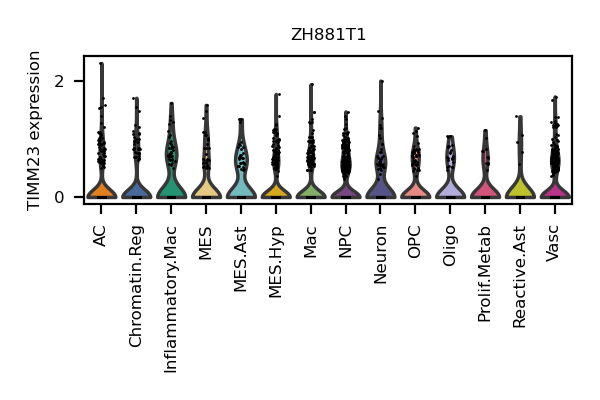 ZH881T1
TIMM23 expression
2
0
AC
Chromatin.Reg
Inflammatory.Mac
MES
MES.Ast
MES.Hyp
Mac
NPC
Neuron
OPC
Oligo
Prolif.Metab
Reactive.Ast
Vasc